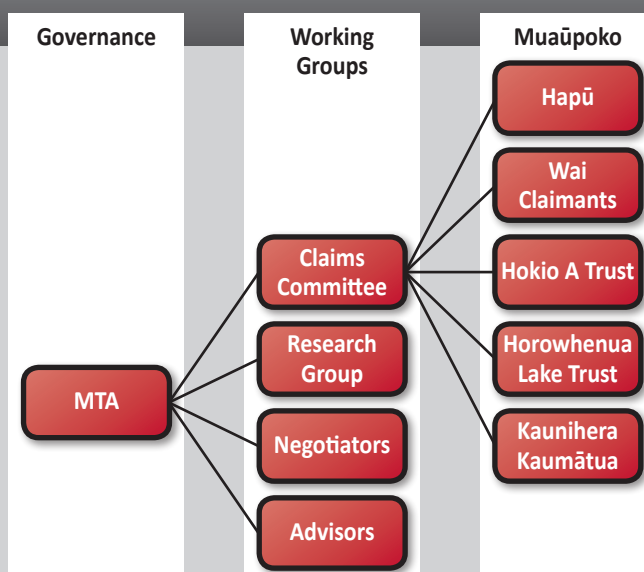 Governance
Working
Groups
Muaūpoko
MTA
Claims
Committee
Research
Group
Negotiators
Advisors
Hapū
Wai
Claimants
Hokio A Trust
Horowhenua
Lake Trust
Kaunihera
Kaumātua